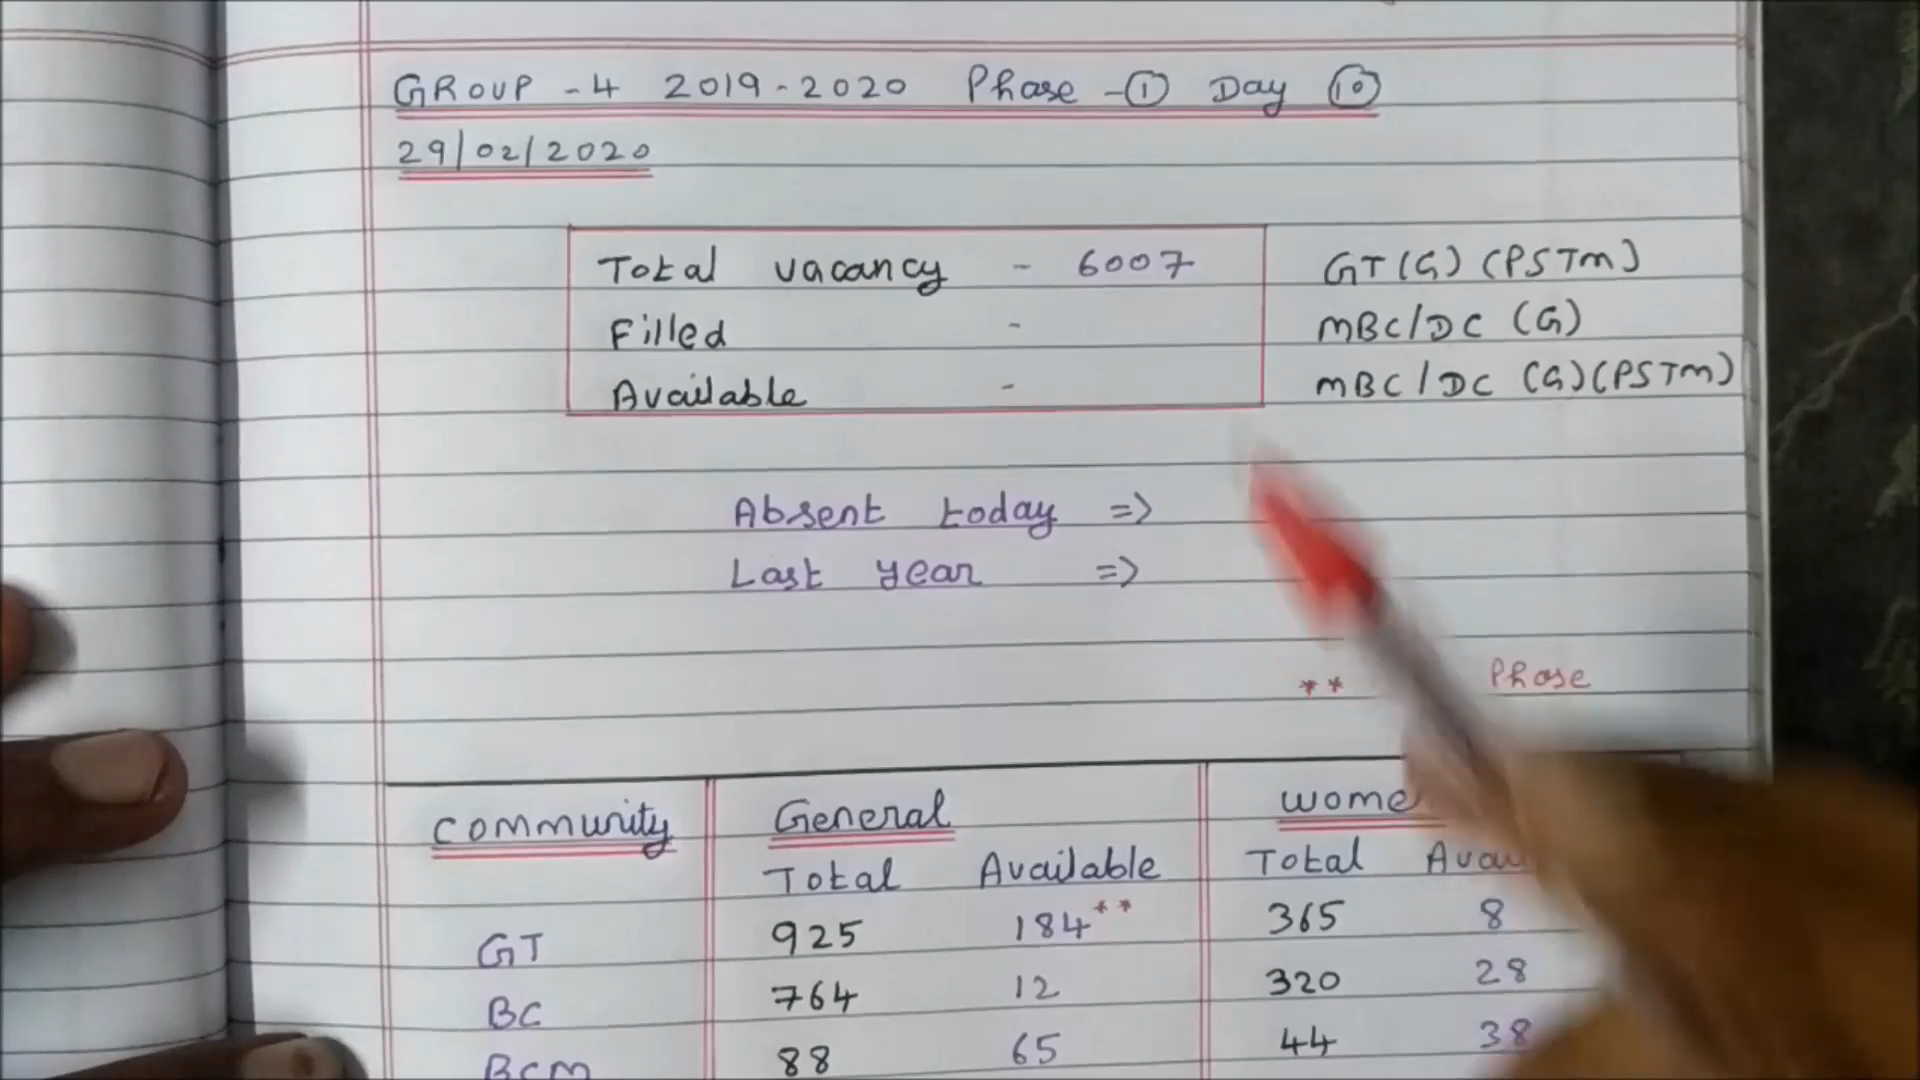 GROUP - 4 2019-2020 Phase - ① Day ⑩
29/02/2020
Total vacancy - 6007
Filled -
Available -
GT (G) (PSTM)
MBC/DC (G)
MBC/DC (G) (PSTM)
Absent today =>
Last year =>
** Phase
Community General
Total Available Total
GT 925 184** 365 8
BC 764 12 320 28
BCM 88 65 44 38